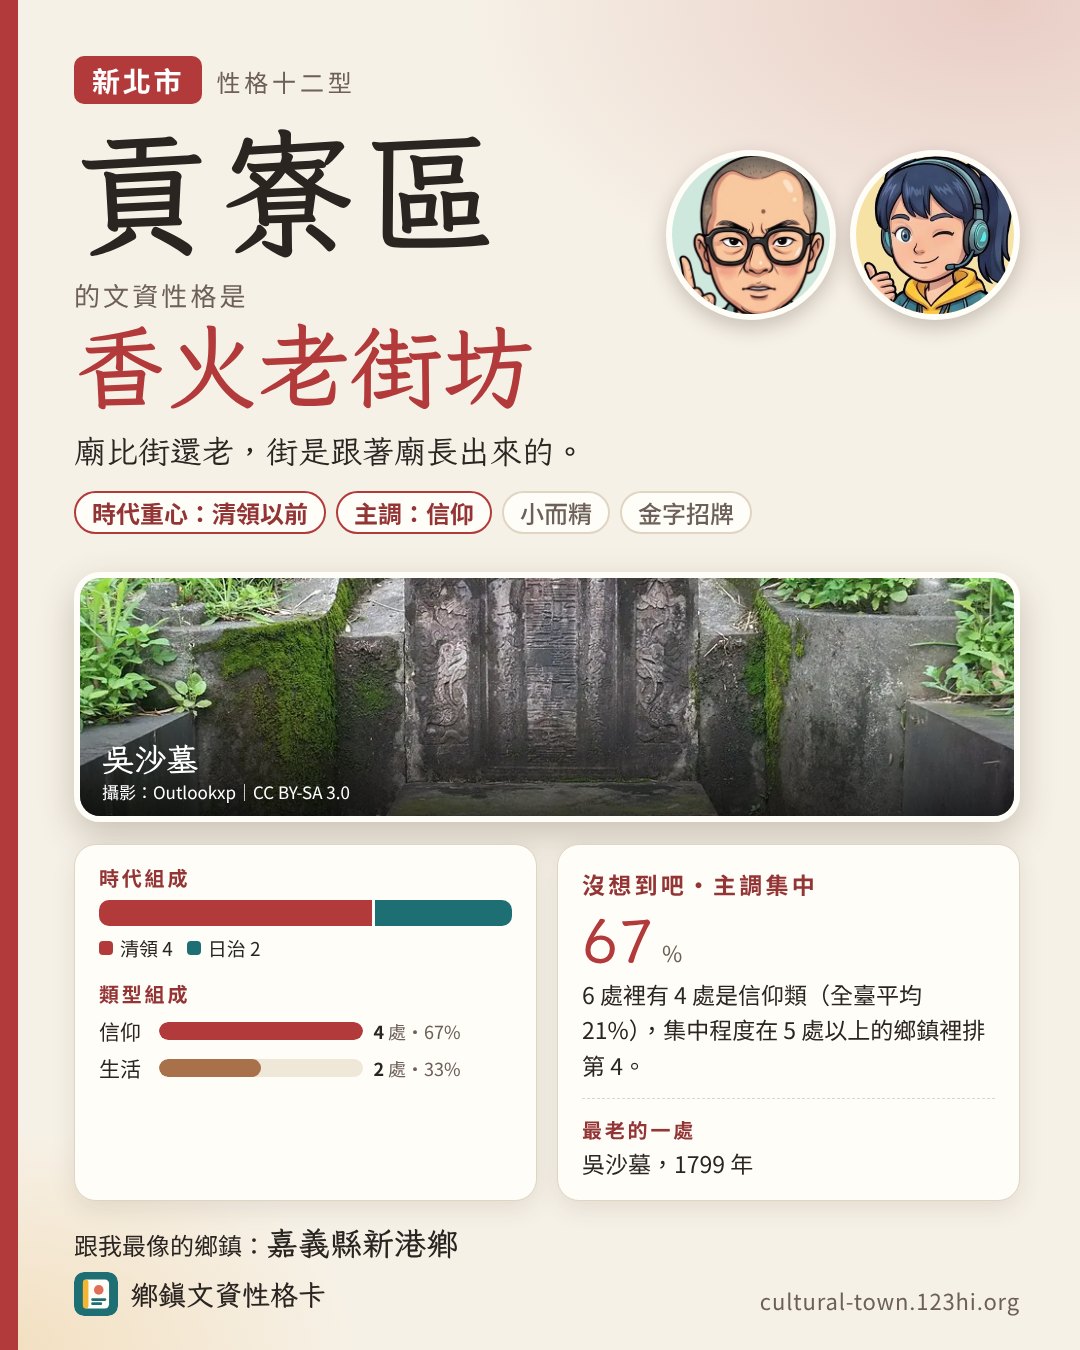 新北市
性格十二型
貢寮區
的文資性格是
香火老街坊
廟比街還老，街是跟著廟長出來的。
時代重心：清領以前
主調：信仰
小而精
金字招牌
吳沙墓
攝影：Outlookxp｜CC BY-SA 3.0
時代組成
清領 4
日治 2
類型組成
信仰 4 處・67%
生活 2 處・33%
沒想到吧・主調集中
67 %
6 處裡有 4 處是信仰類（全臺平均
21%），集中程度在 5 處以上的鄉鎮裡排
第 4。
最老的一處
吳沙墓，1799 年
跟我最像的鄉鎮：嘉義縣新港鄉
鄉鎮文資性格卡
cultural-town.123hi.org